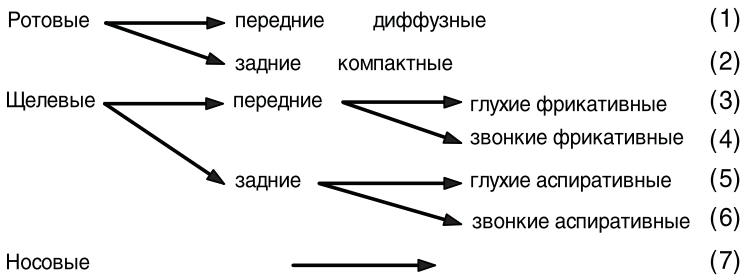 Ротовые передние диффузные (1)
задние компактные (2)
Щелевые передние глухие фрикативные (3)
звонкие фрикативные (4)
задние глухие аспиративные (5)
звонкие аспиративные (6)
Носовые (7)